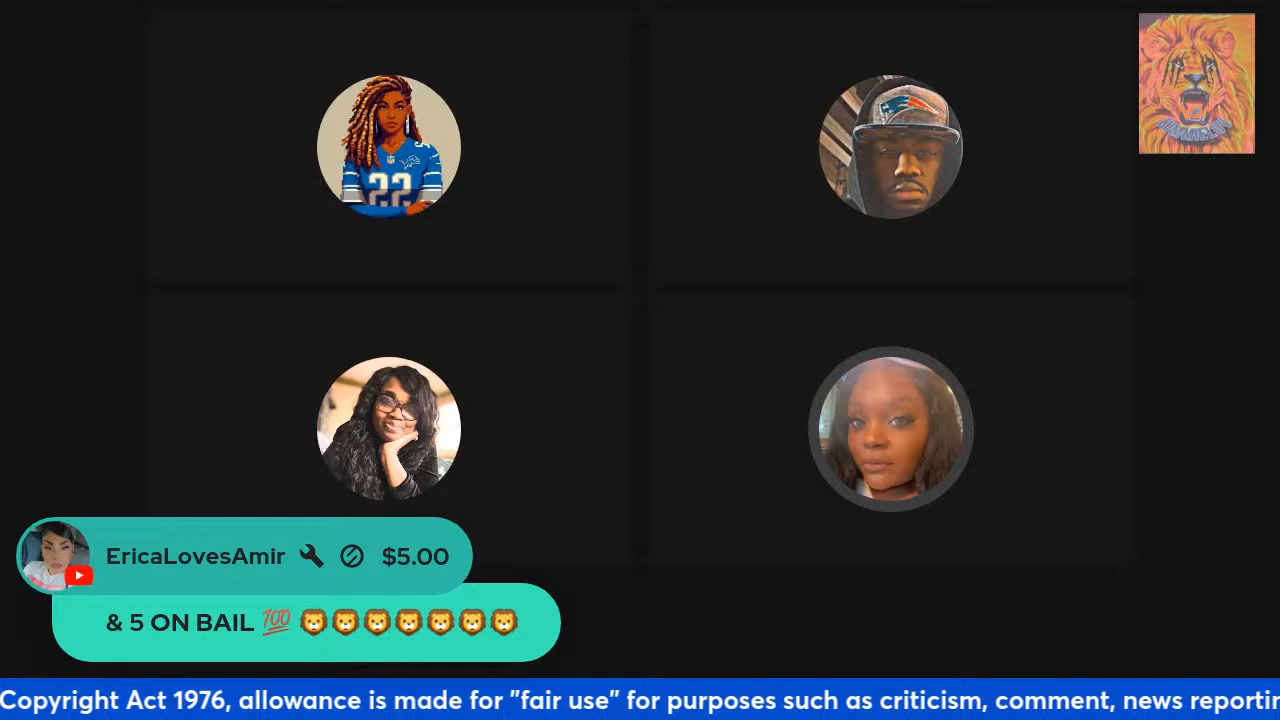 22
EricaLovesAmir $5.00
& 5 ON BAIL 💯 🦁🦁🦁🦁🦁🦁🦁
Copyright Act 1976, allowance is made for "fair use" for purposes such as criticism, comment, news reportin